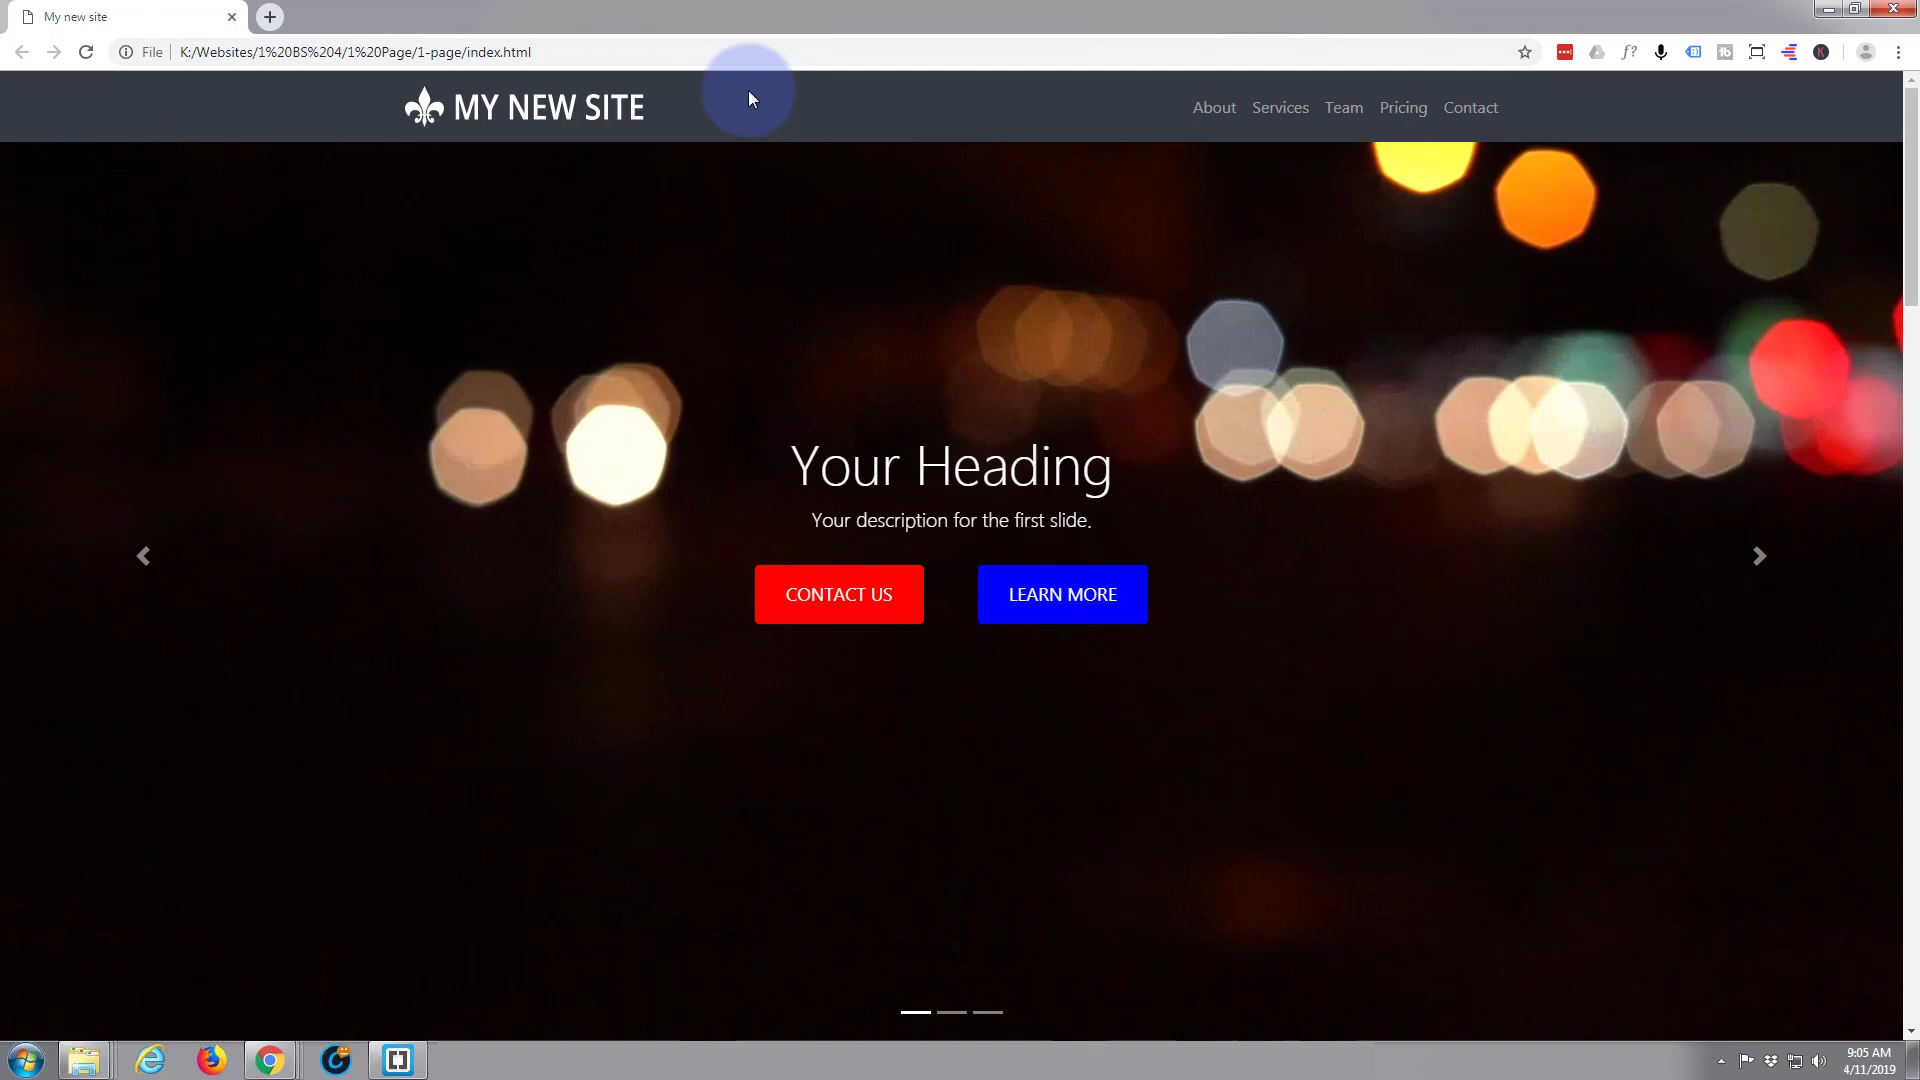 My new site
File
K:/Websites/1%20BS%204/1%20Page/1-page/index.html
MY NEW SITE
About
Services
Team
Pricing
Contact
Your Heading
Your description for the first slide.
CONTACT US
LEARN MORE
9:05 AM
4/11/2019